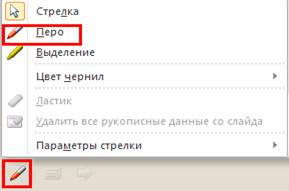 Стрелка
Перо
Выделение
Цвет чернил
Ластик
Удалить все рукописные данные со слайда
Параметры стрелки